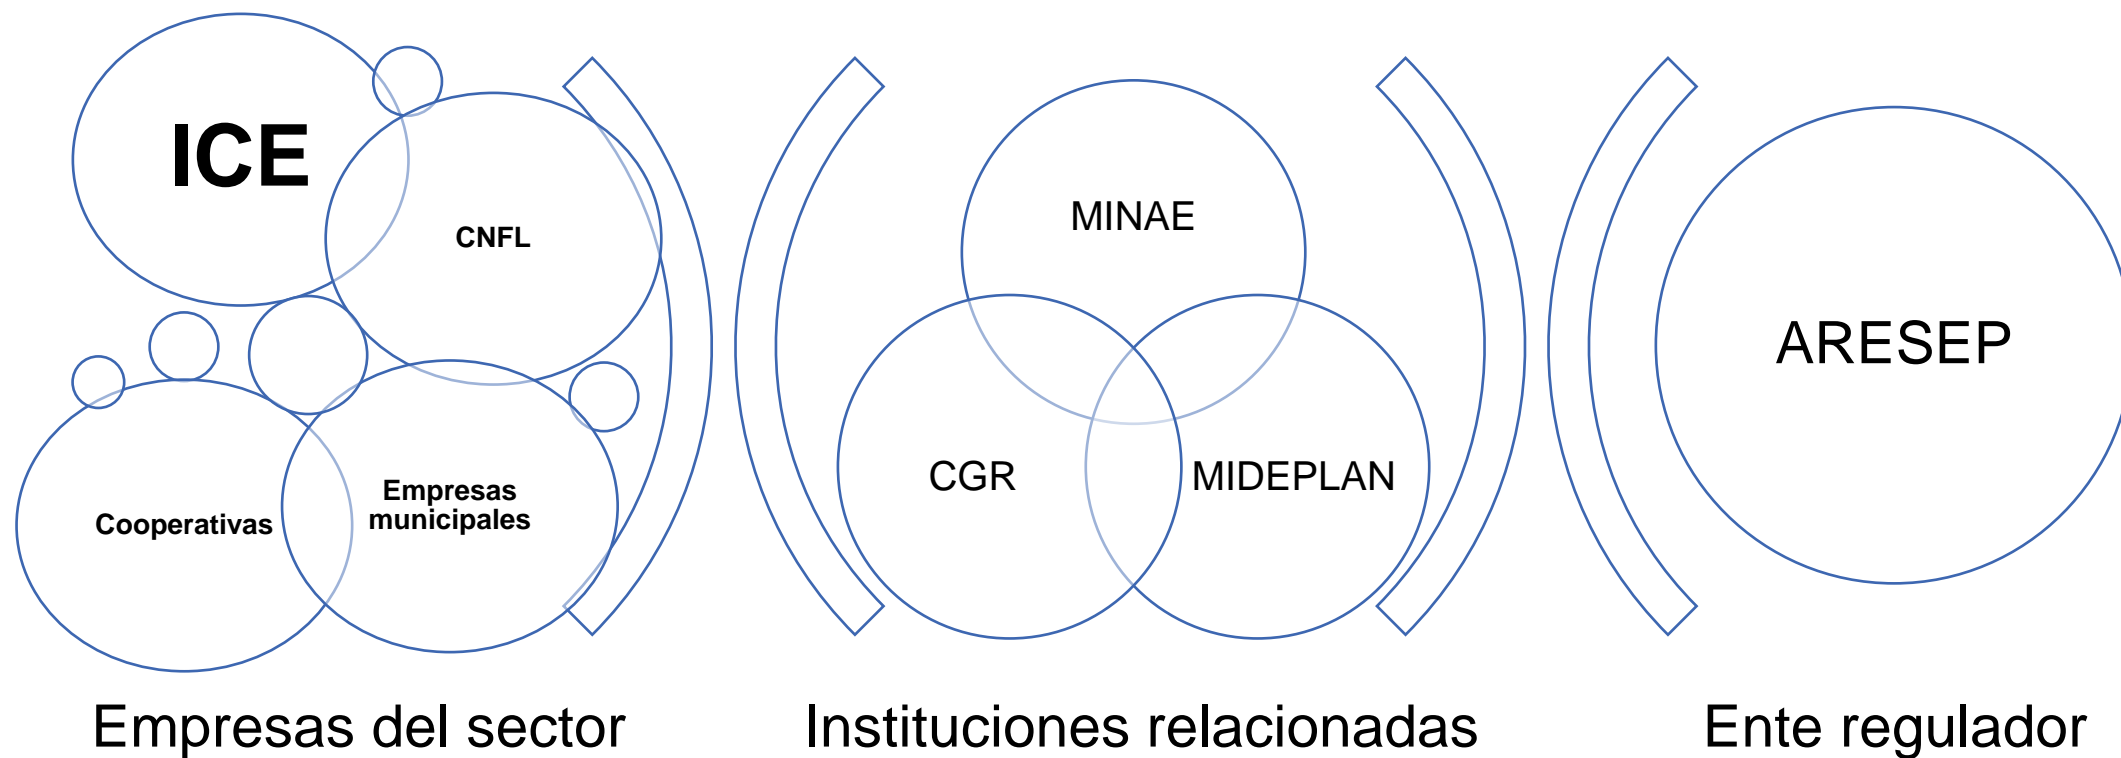 ICE
CNFL
Cooperativas
Empresas
municipales
Empresas del sector
MINAE
CGR
MIDEPLAN
Instituciones relacionadas
ARESEP
Ente regulador